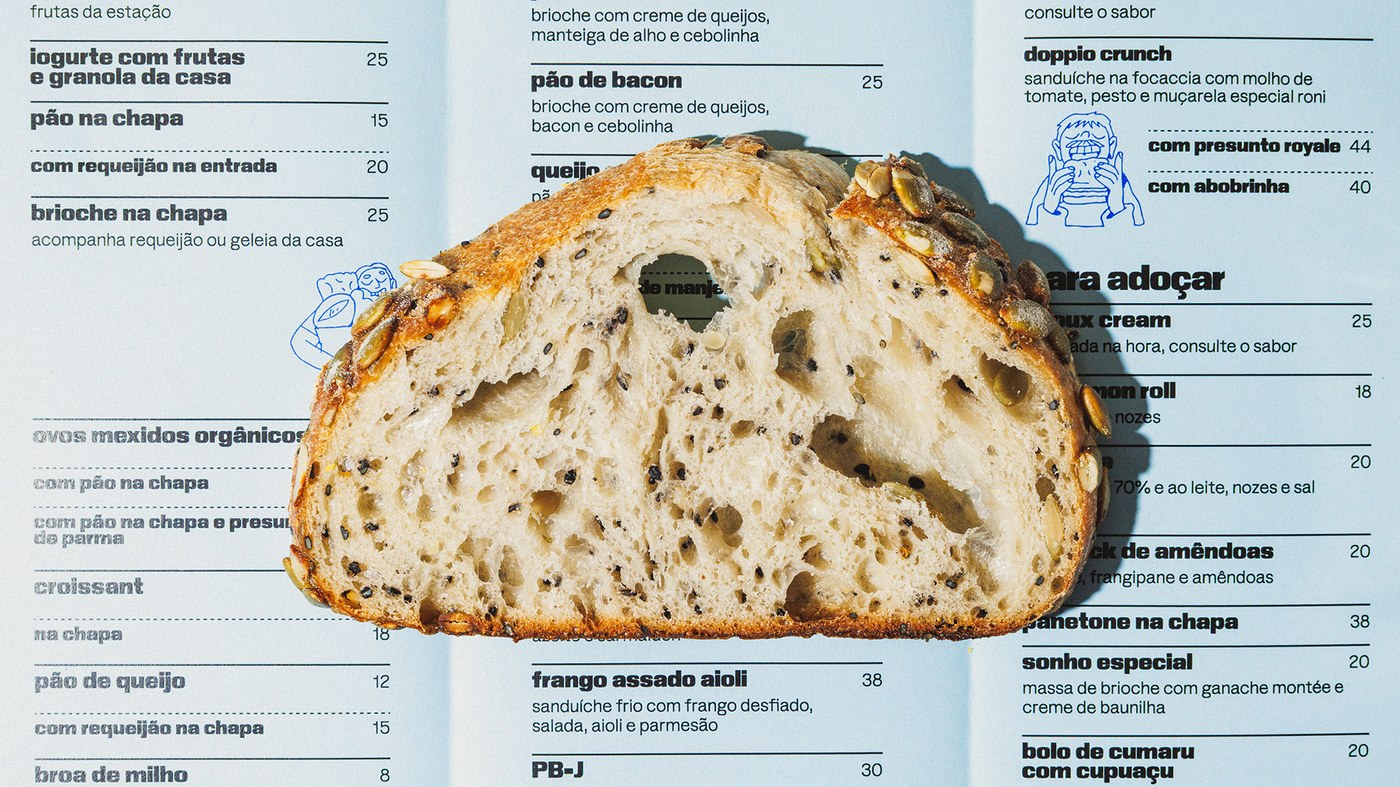 frutas da estação
iogurte com frutas 25
e granola da casa
pão na chapa 15
com requeijão na entrada 20
brioche na chapa 25
acompanha requeijão ou geleia da casa
ovos mexidos orgânicos
com pão na chapa
com pão na chapa e
de parma
croissant
na chapa 18
pão de queijo 12
com requeijão na chapa 15
broa de milho 8
brioche com creme de queijos,
manteiga de alho e cebolinha
pão de bacon 25
brioche com creme de queijos,
bacon e cebolinha
queijo
de
frango assado aioli 38
sanduíche frio com frango desfiado,
salada, aioli e parmesão
PB-J 30
consulte o sabor
doppio crunch
sanduíche na focaccia com molho de
tomate, pesto e muçarela especial roni
com presunto royale 44
com abobrinha 40
adoçar
cream 25
na hora, consulte o sabor
roll 18
nozes
20
70% e ao leite, nozes e sal
de amêndoas 20
frangipane e amêndoas
panetone na chapa 38
sonho especial 20
massa de brioche com ganache montée e
creme de baunilha
bolo de cumaru 20
com cupuaçu